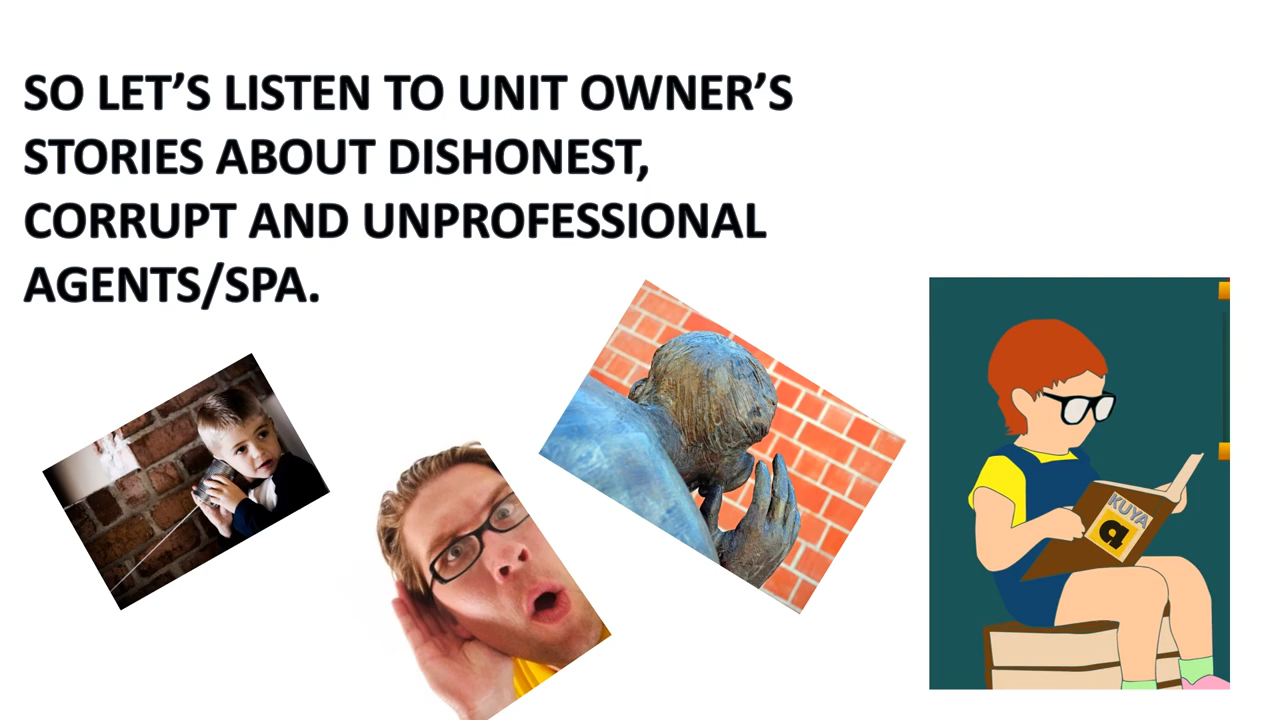 SO LET’S LISTEN TO UNIT OWNER’S
STORIES ABOUT DISHONEST,
CORRUPT AND UNPROFESSIONAL
AGENTS/SPA.
KUYA
a